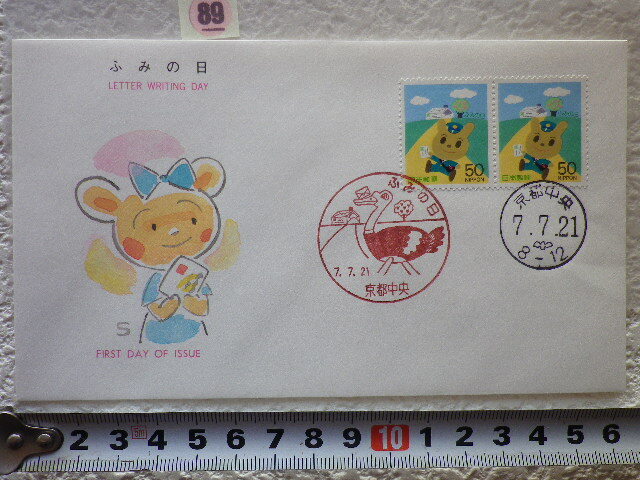 89
ふみの日
LETTER WRITING DAY
50
日本郵便
NIPPON
50
日本郵便
NIPPON
ふみの日
7.7.21
京都中央
京都中央
7.7.21
8-12
S
FIRST DAY OF ISSUE
2 3 4 5 6 7 8 9 10 1 2 3 4 5 6